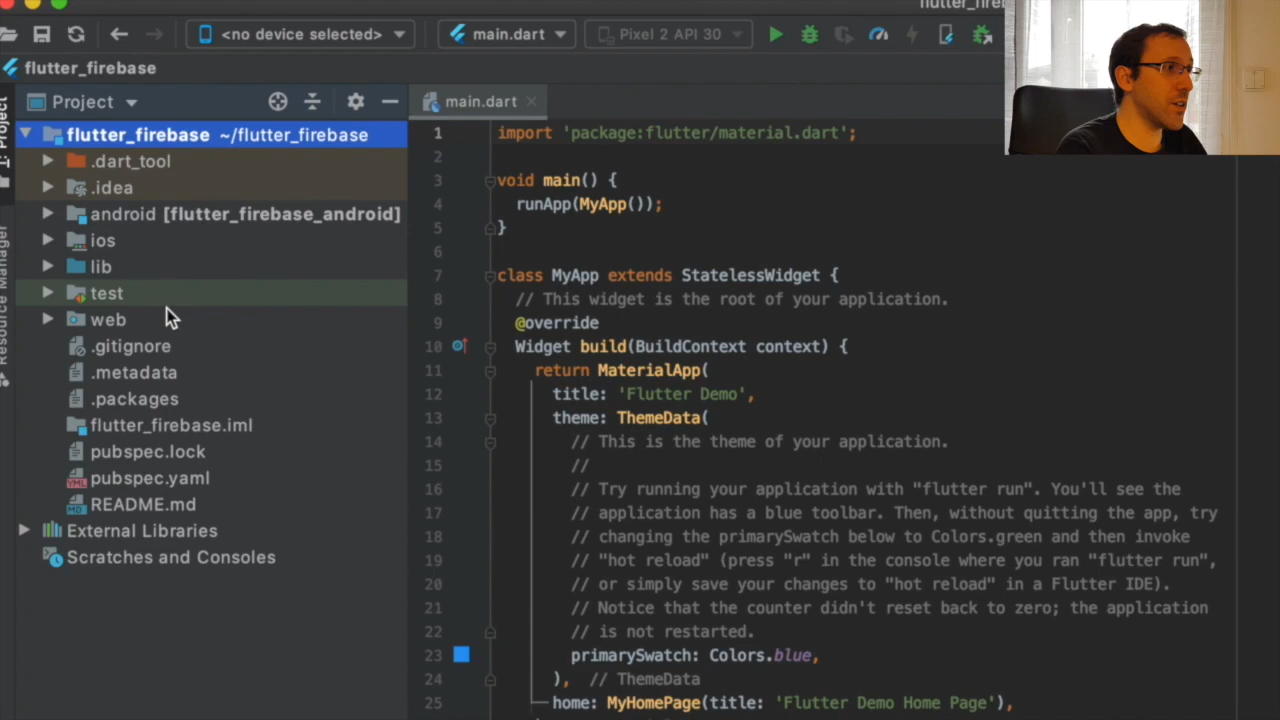 flutter_fire
<no device selected>
main.dart
Pixel 2 API 30
flutter_firebase
Project
main.dart
1: Project
Resource Manager
flutter_firebase ~/flutter_firebase
.dart_tool
.idea
android [flutter_firebase_android]
ios
lib
test
web
.gitignore
.metadata
.packages
flutter_firebase.iml
pubspec.lock
pubspec.yaml
README.md
External Libraries
Scratches and Consoles
1 import 'package:flutter/material.dart';
2
3 void main() {
4 runApp(MyApp());
5 }
6
7 class MyApp extends StatelessWidget {
8 // This widget is the root of your application.
9 @override
10 Widget build(BuildContext context) {
11 return MaterialApp(
12 title: 'Flutter Demo',
13 theme: ThemeData(
14 // This is the theme of your application.
15 //
16 // Try running your application with "flutter run". You'll see the
17 // application has a blue toolbar. Then, without quitting the app, try
18 // changing the primarySwatch below to Colors.green and then invoke
19 // "hot reload" (press "r" in the console where you ran "flutter run",
20 // or simply save your changes to "hot reload" in a Flutter IDE).
21 // Notice that the counter didn't reset back to zero; the application
22 // is not restarted.
23 primarySwatch: Colors.blue,
24 ), // ThemeData
25 home: MyHomePage(title: 'Flutter Demo Home Page'),